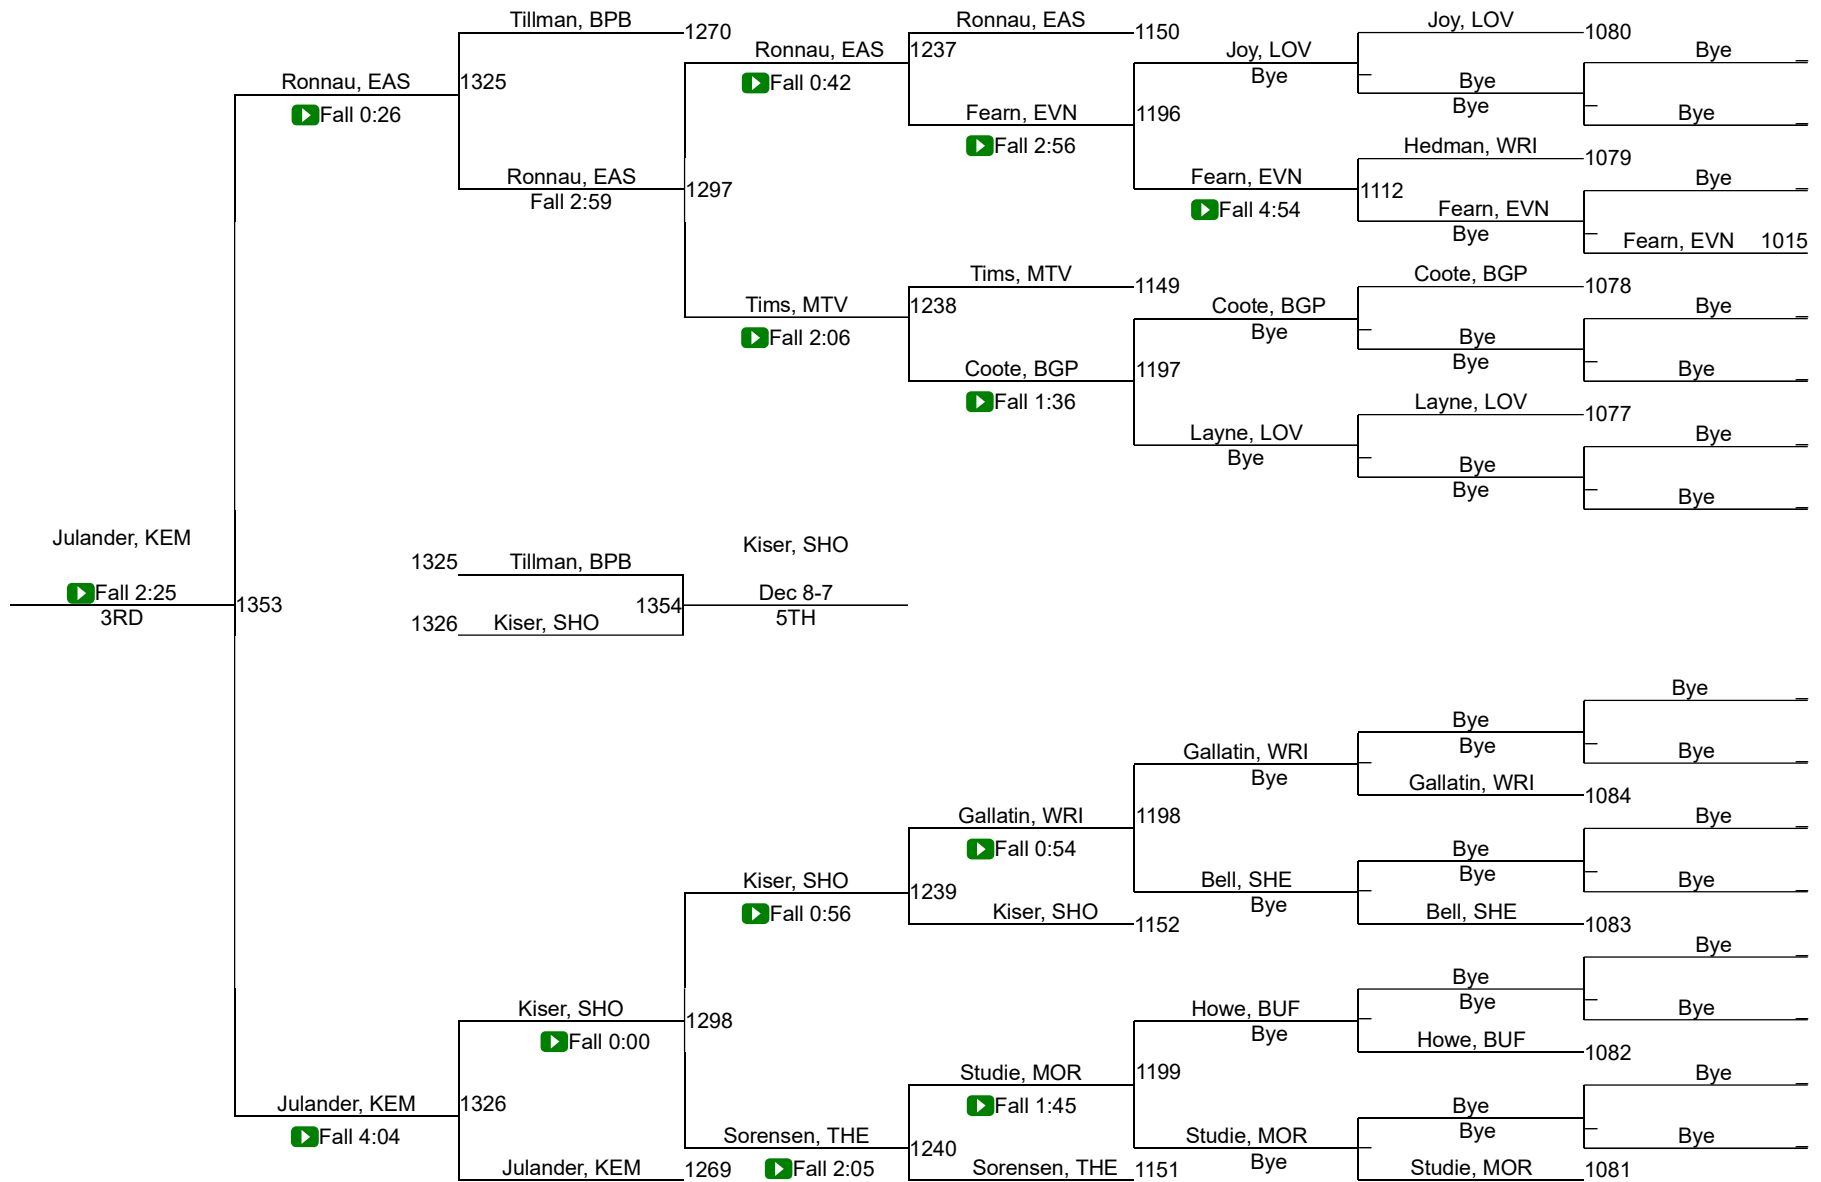 Tillman, BPB
1270
Ronnau, EAS
1150
Joy, LOV
1080
Ronnau, EAS
1237
Joy, LOV
Bye
Bye
Ronnau, EAS
1325
Fall 0:42
Bye
Bye
Bye
Fall 0:26
Fearn, EVN
1196
Bye
Fall 2:56
Hedman, WRI
1079
Ronnau, EAS
1297
Fearn, EVN
1112
Bye
Fall 2:59
Fall 4:54
Fearn, EVN
Bye
Fearn, EVN 1015
Tims, MTV
1149
Coote, BGP
1078
Tims, MTV
1238
Coote, BGP
Bye
Fall 2:06
Bye
Bye
Bye
Coote, BGP
1197
Bye
Fall 1:36
Layne, LOV
1077
Layne, LOV
Bye
Bye
Bye
Bye
Bye
Julander, KEM
Kiser, SHO
1325
Tillman, BPB
Fall 2:25
1353
1354
Dec 8-7
3RD
1326
Kiser, SHO
5TH
Bye
Bye
Gallatin, WRI
Bye
Bye
Bye
Gallatin, WRI
1084
Gallatin, WRI
1198
Bye
Fall 0:54
Bye
Kiser, SHO
1239
Bell, SHE
Bye
Bye
Fall 0:56
Kiser, SHO
1152
Bye
Bell, SHE
1083
Bye
Bye
Kiser, SHO
1298
Howe, BUF
Bye
Bye
Fall 0:00
Bye
Howe, BUF
1082
Studie, MOR
1199
Bye
Julander, KEM
1326
Fall 1:45
Bye
Fall 4:04
Sorensen, THE
1240
Studie, MOR
Bye
Bye
Julander, KEM
1269
Fall 2:05
Sorensen, THE
1151
Bye
Studie, MOR
1081